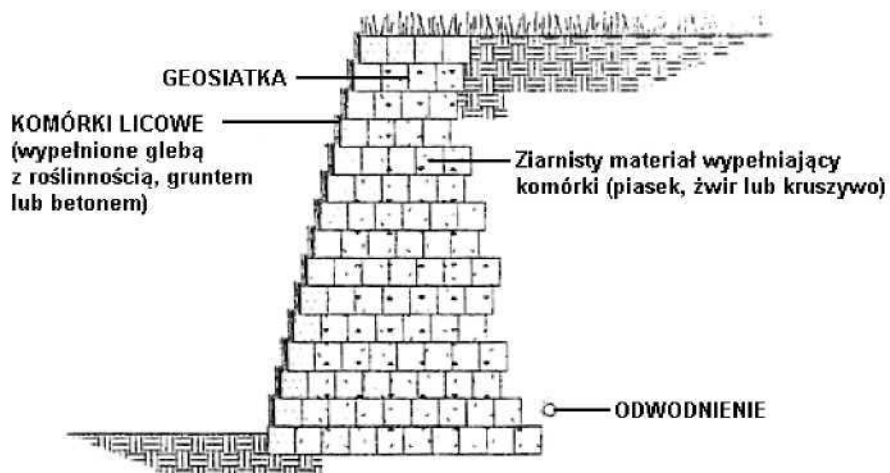 GEOSIATKA
KOMÓRKI LICOWE
(wypełnione glebą
z roślinnością, gruntem
lub betonem)
Ziarnisty materiał wypełniający
komórki (piasek, żwir lub kruszywo)
ODWODNIENIE